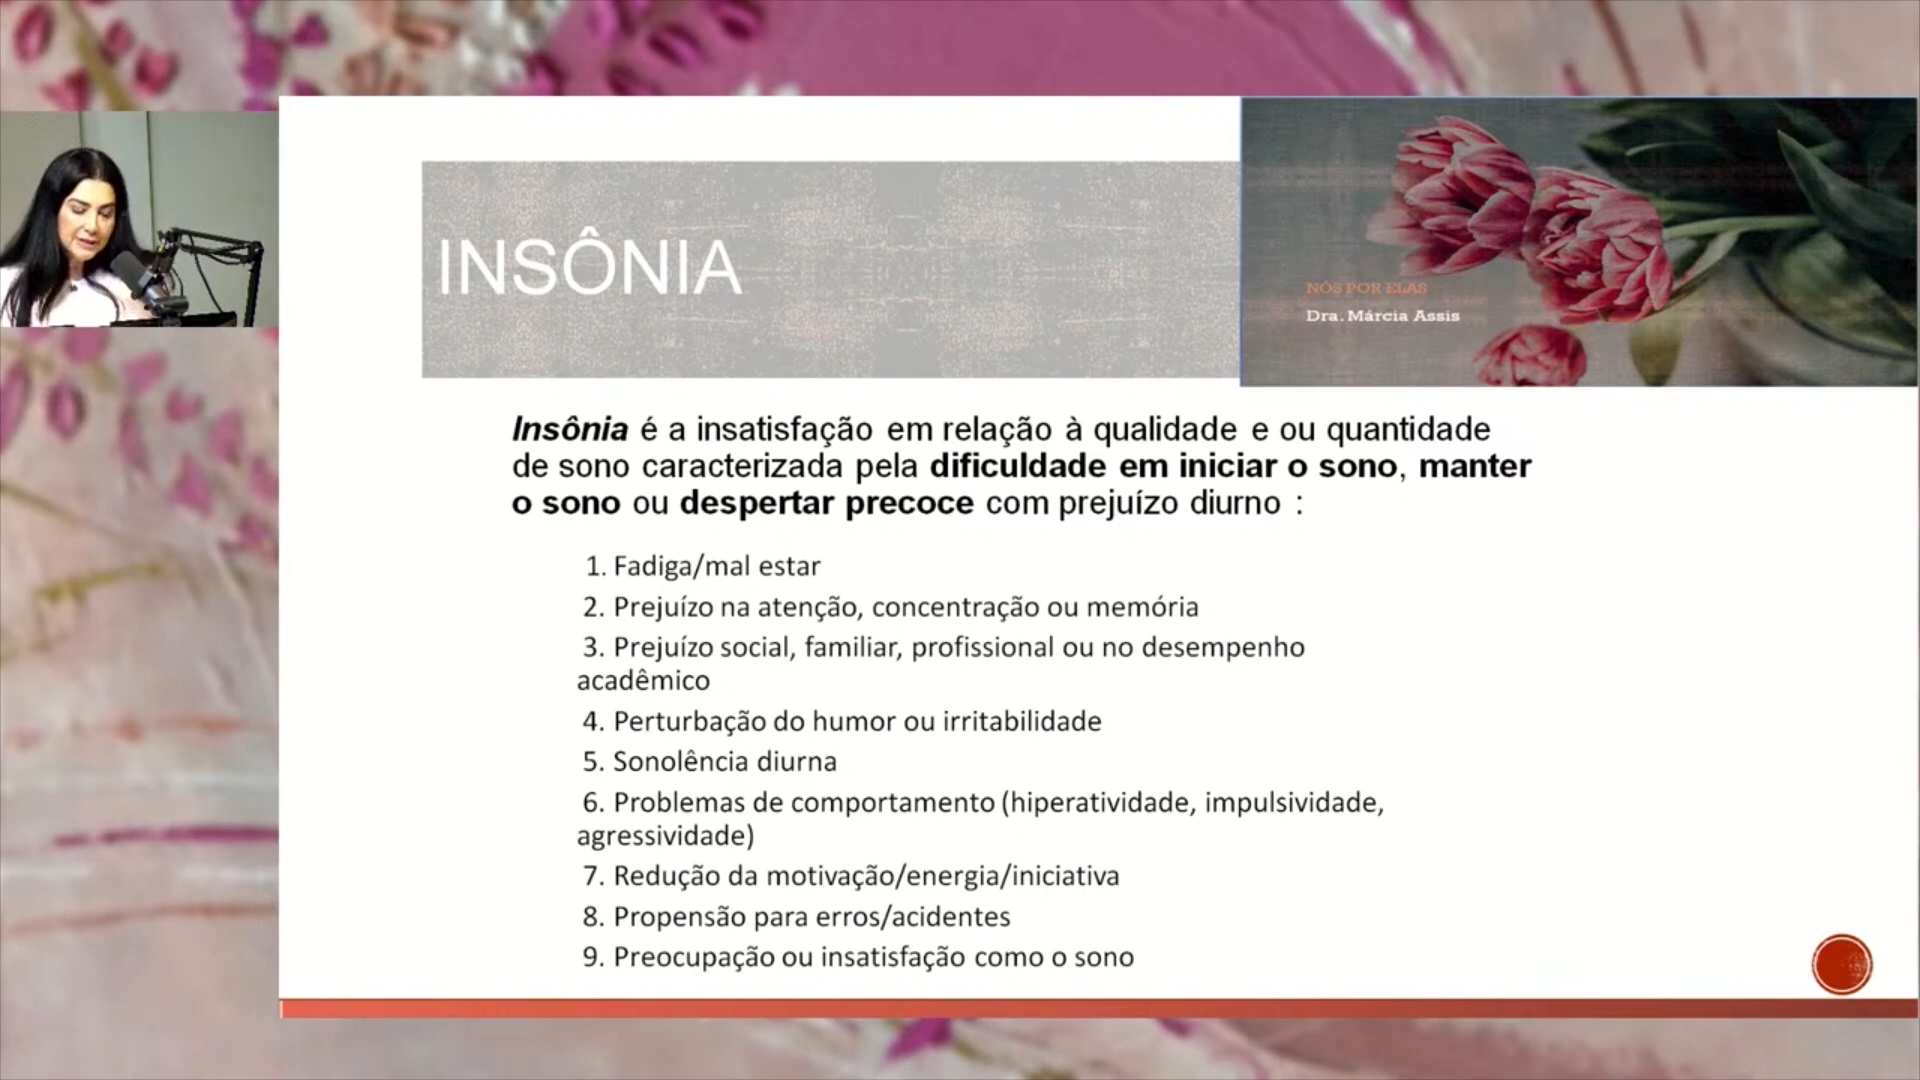 INSÔNIA
NÓS POR ELAS
Dra. Márcia Assis
Insônia é a insatisfação em relação à qualidade e ou quantidade
de sono caracterizada pela dificuldade em iniciar o sono, manter
o sono ou despertar precoce com prejuízo diurno :
1. Fadiga/mal estar
2. Prejuízo na atenção, concentração ou memória
3. Prejuízo social, familiar, profissional ou no desempenho
acadêmico
4. Perturbação do humor ou irritabilidade
5. Sonolência diurna
6. Problemas de comportamento (hiperatividade, impulsividade,
agressividade)
7. Redução da motivação/energia/iniciativa
8. Propensão para erros/acidentes
9. Preocupação ou insatisfação como o sono